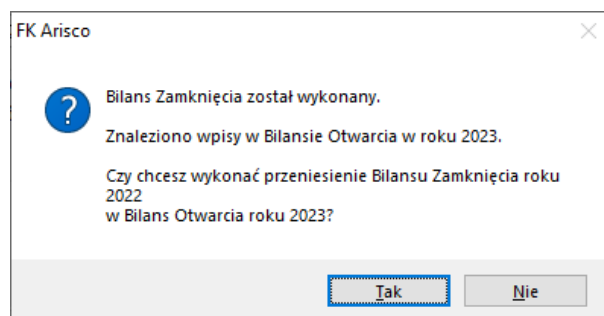 FK Arisco
Bilans Zamknięcia został wykonany.
Znaleziono wpisy w Bilansie Otwarcia w roku 2023.
Czy chcesz wykonać przeniesienie Bilansu Zamknięcia roku
2022
w Bilans Otwarcia roku 2023?
Tak
Nie